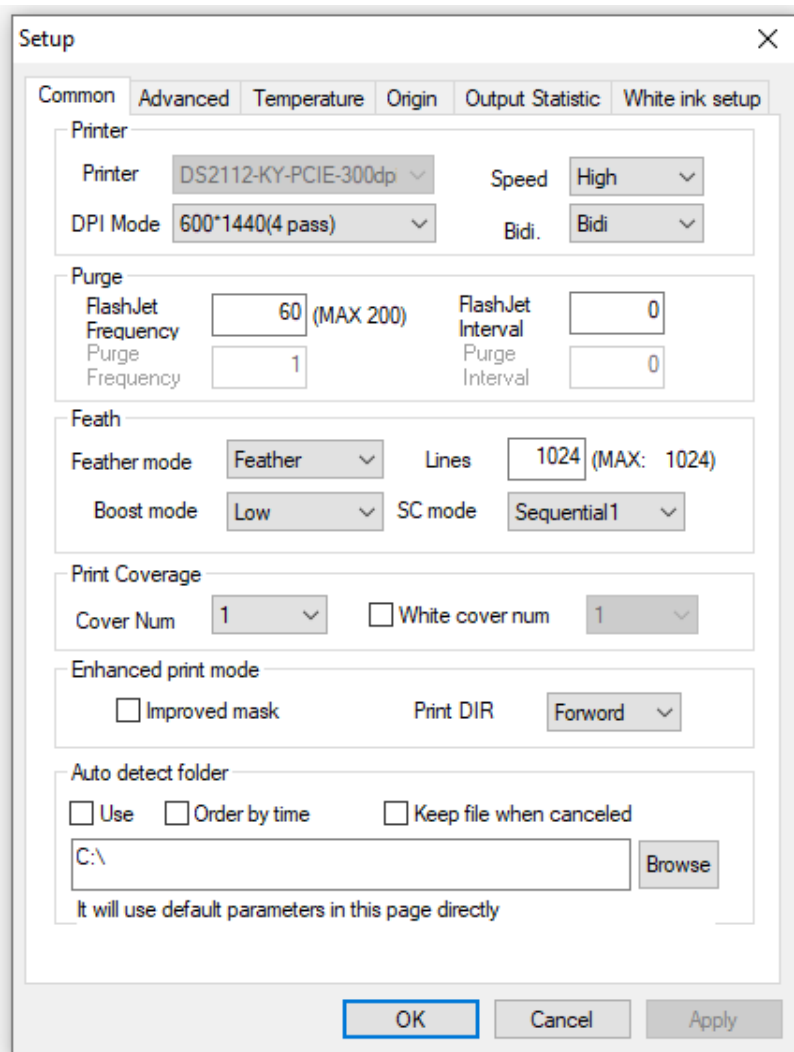 Setup
Common Advanced Temperature Origin Output Statistic White ink setup
Printer
Printer DS2112-KY-PCIE-300dp Speed High
DPI Mode 600*1440(4 pass) Bidi. Bidi
Purge
FlashJet Frequency 60 (MAX 200) FlashJet Interval 0
Purge Frequency 1 Purge Interval 0
Feath
Feather mode Feather Lines 1024 (MAX: 1024)
Boost mode Low SC mode Sequential1
Print Coverage
Cover Num 1 White cover num 1
Enhanced print mode
Improved mask Print DIR Forword
Auto detect folder
Use Order by time Keep file when canceled
C:\ Browse
It will use default parameters in this page directly
OK Cancel Apply